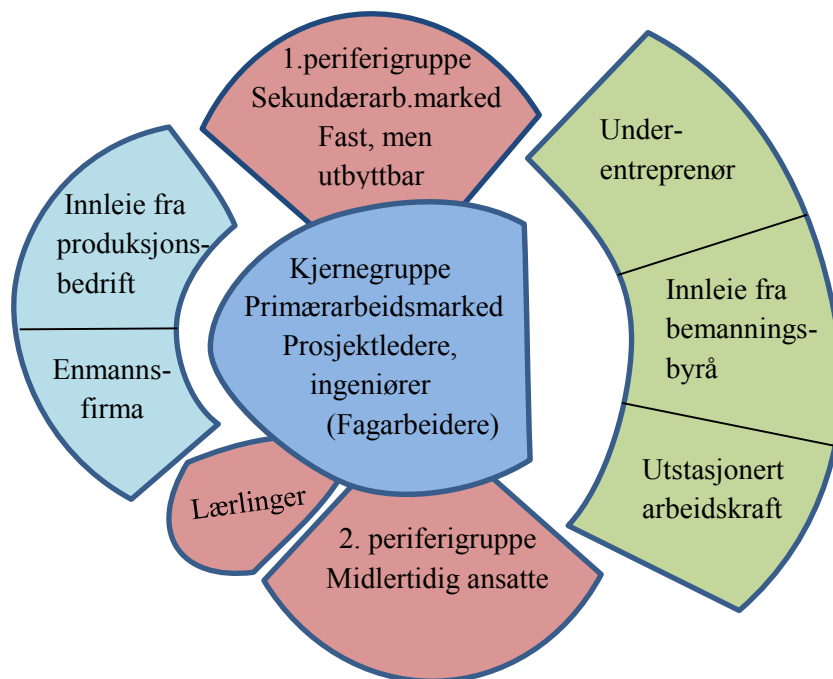 1.periferigruppe
Sekundærarb.marked
Fast, men
utbyttbar
Under-
entreprenør
Innleie fra
produksjons-
bedrift
Kjernegruppe
Primærarbeidsmarked
Prosjektledere,
ingeniører
(Fagarbeidere)
Innleie fra
bemannings-
byrå
Enmanns-
firma
Utstasjonert
arbeidskraft
Lærlinger
2. periferigruppe
Midlertidig ansatte